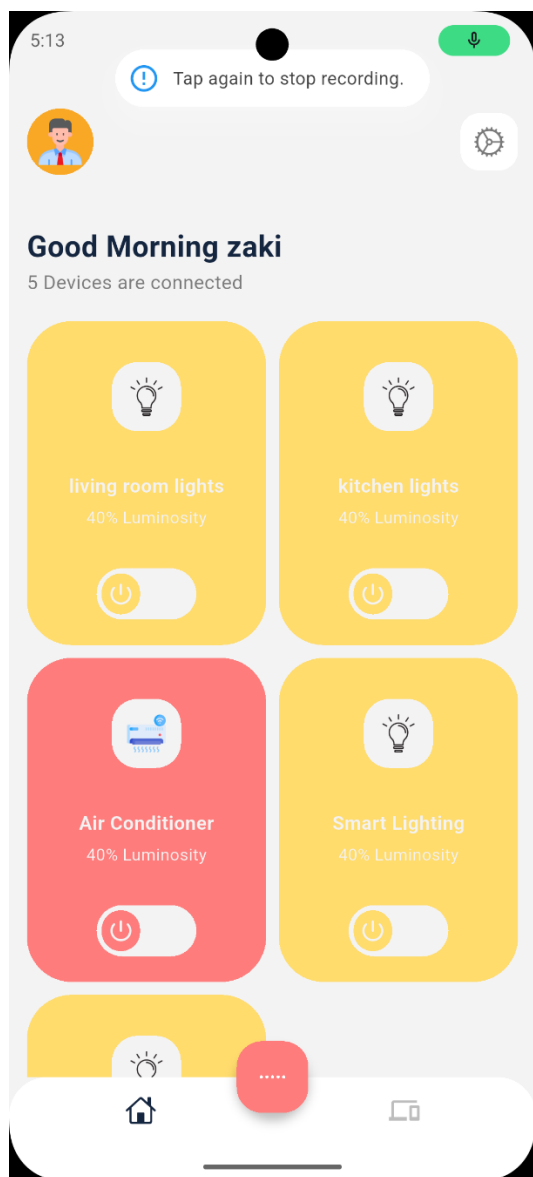 5:13
Tap again to stop recording.
Good Morning zaki
5 Devices are connected
living room lights
40% Luminosity
kitchen lights
40% Luminosity
Air Conditioner
40% Luminosity
Smart Lighting
40% Luminosity